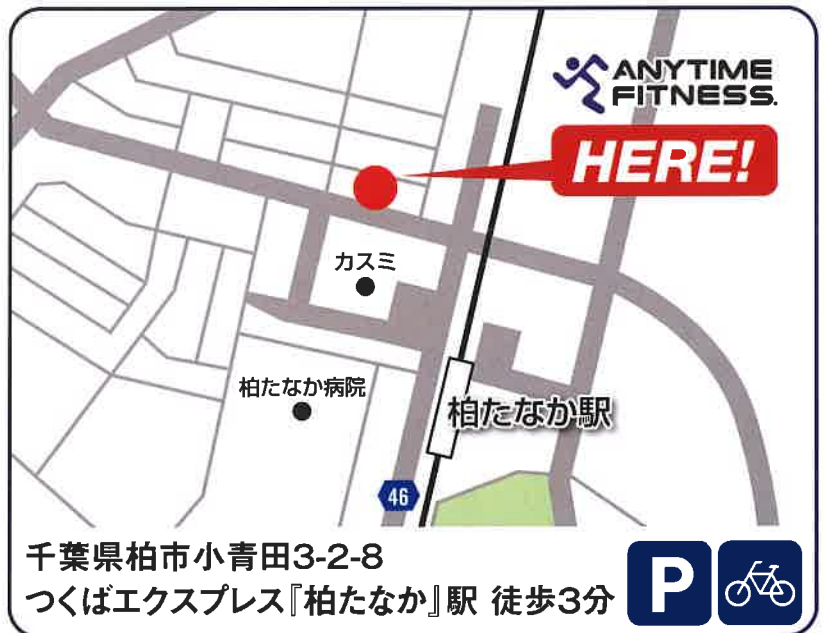 ANYTIME
FITNESS.
HERE!
カスミ
柏たなか病院
柏たなか駅
46
千葉県柏市小青田3-2-8
つくばエクスプレス『柏たなか』駅 徒歩3分
P